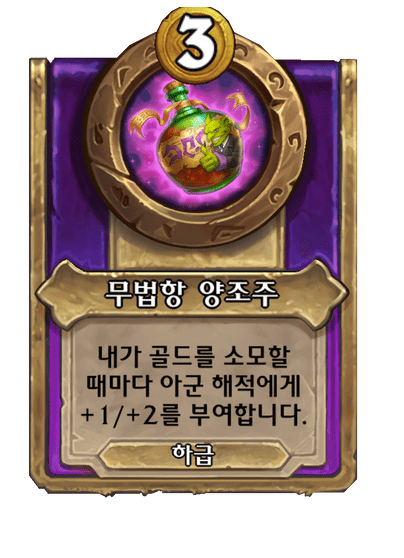 3
무법항 양조주
내가 골드를 소모할
때마다 아군 해적에게
+1/+2를 부여합니다.
하급